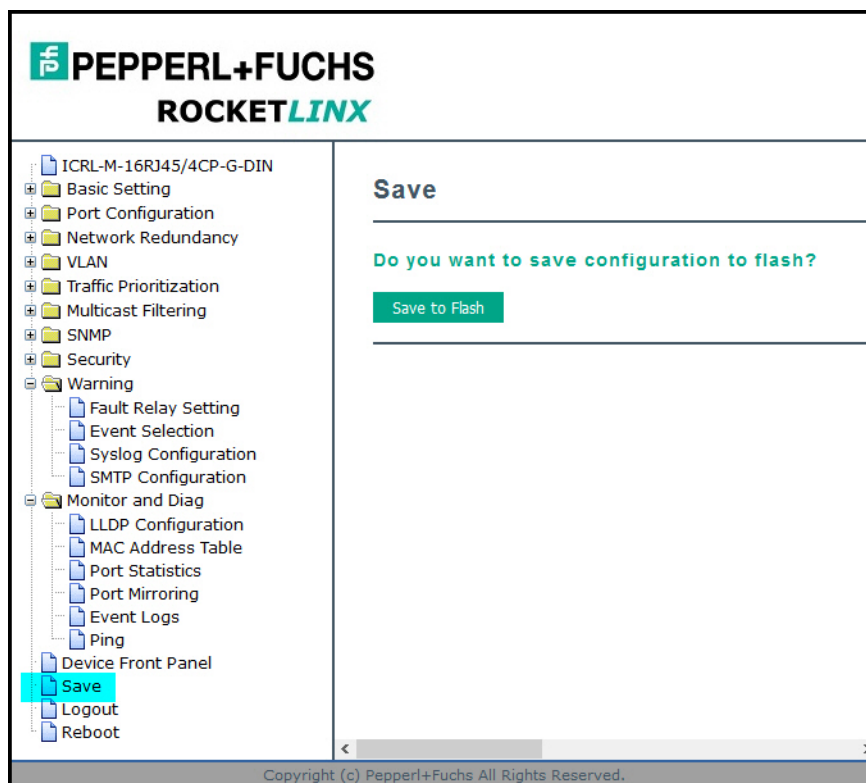 PEPPERL+FUCHS
ROCKETLINX
ICRL-M-16RJ45/4CP-G-DIN
Basic Setting
Port Configuration
Network Redundancy
VLAN
Traffic Prioritization
Multicast Filtering
SNMP
Security
Warning
Fault Relay Setting
Event Selection
Syslog Configuration
SMTP Configuration
Monitor and Diag
LLDP Configuration
MAC Address Table
Port Statistics
Port Mirroring
Event Logs
Ping
Device Front Panel
Save
Logout
Reboot
Save
Do you want to save configuration to flash?
Save to Flash
Copyright (c) Pepperl+Fuchs All Rights Reserved.